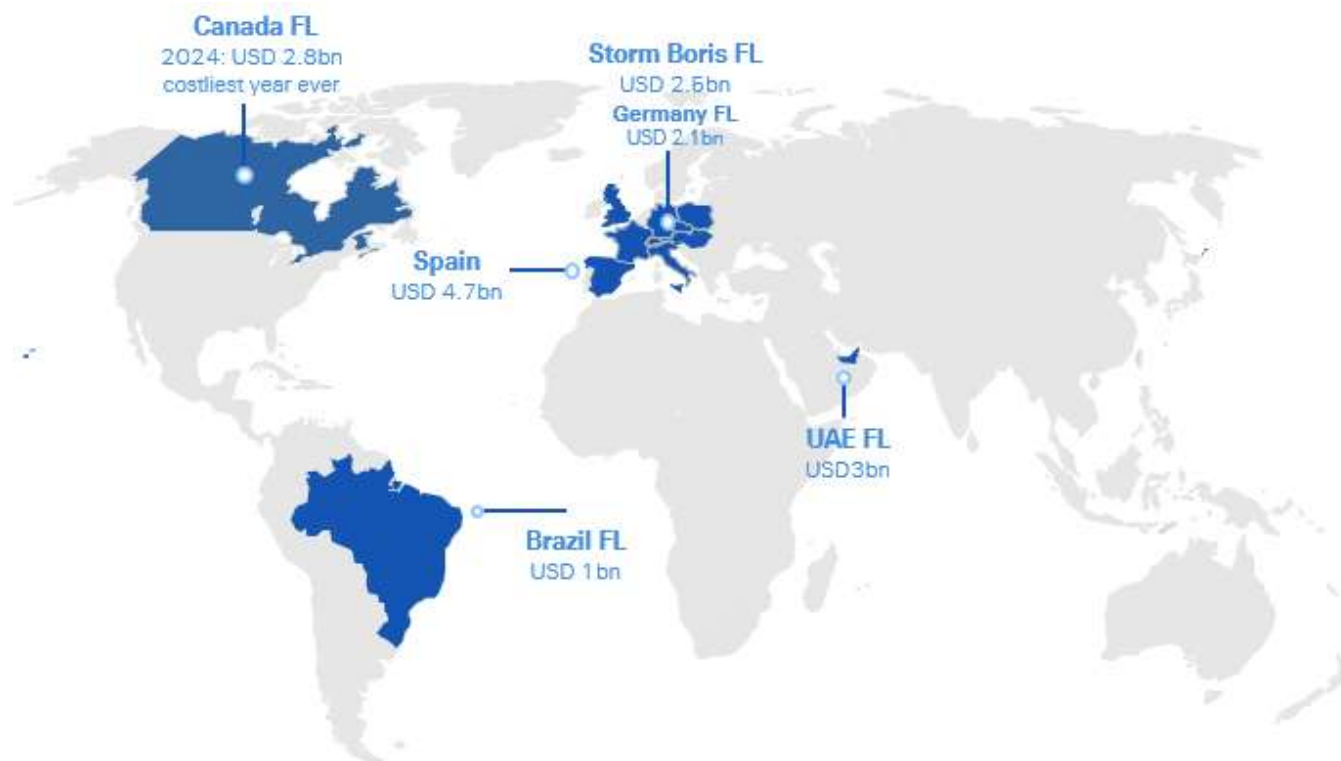 Canada FL
2024: USD 2.8bn
costliest year ever
Storm Boris FL
USD 2.5bn
Germany FL
USD 2.1bn
Spain
USD 4.7bn
UAE FL
USD3bn
Brazil FL
USD 1bn